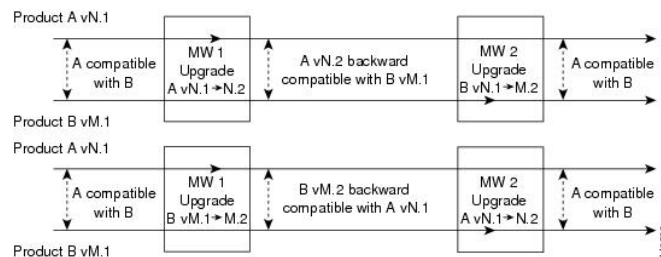 Product A vN.1
A compatible
with B
MW 1
Upgrade
A vN.1→N.2
A vN.2 backward
compatible with B vM.1
MW 2
Upgrade
B vN.1→M.2
A compatible
with B
Product B vM.1
Product A vN.1
A compatible
with B
MW 1
Upgrade
B vM.1→M.2
B vM.2 backward
compatible with A vN.1
MW 2
Upgrade
A vN.1→N.2
A compatible
with B
Product B vM.1